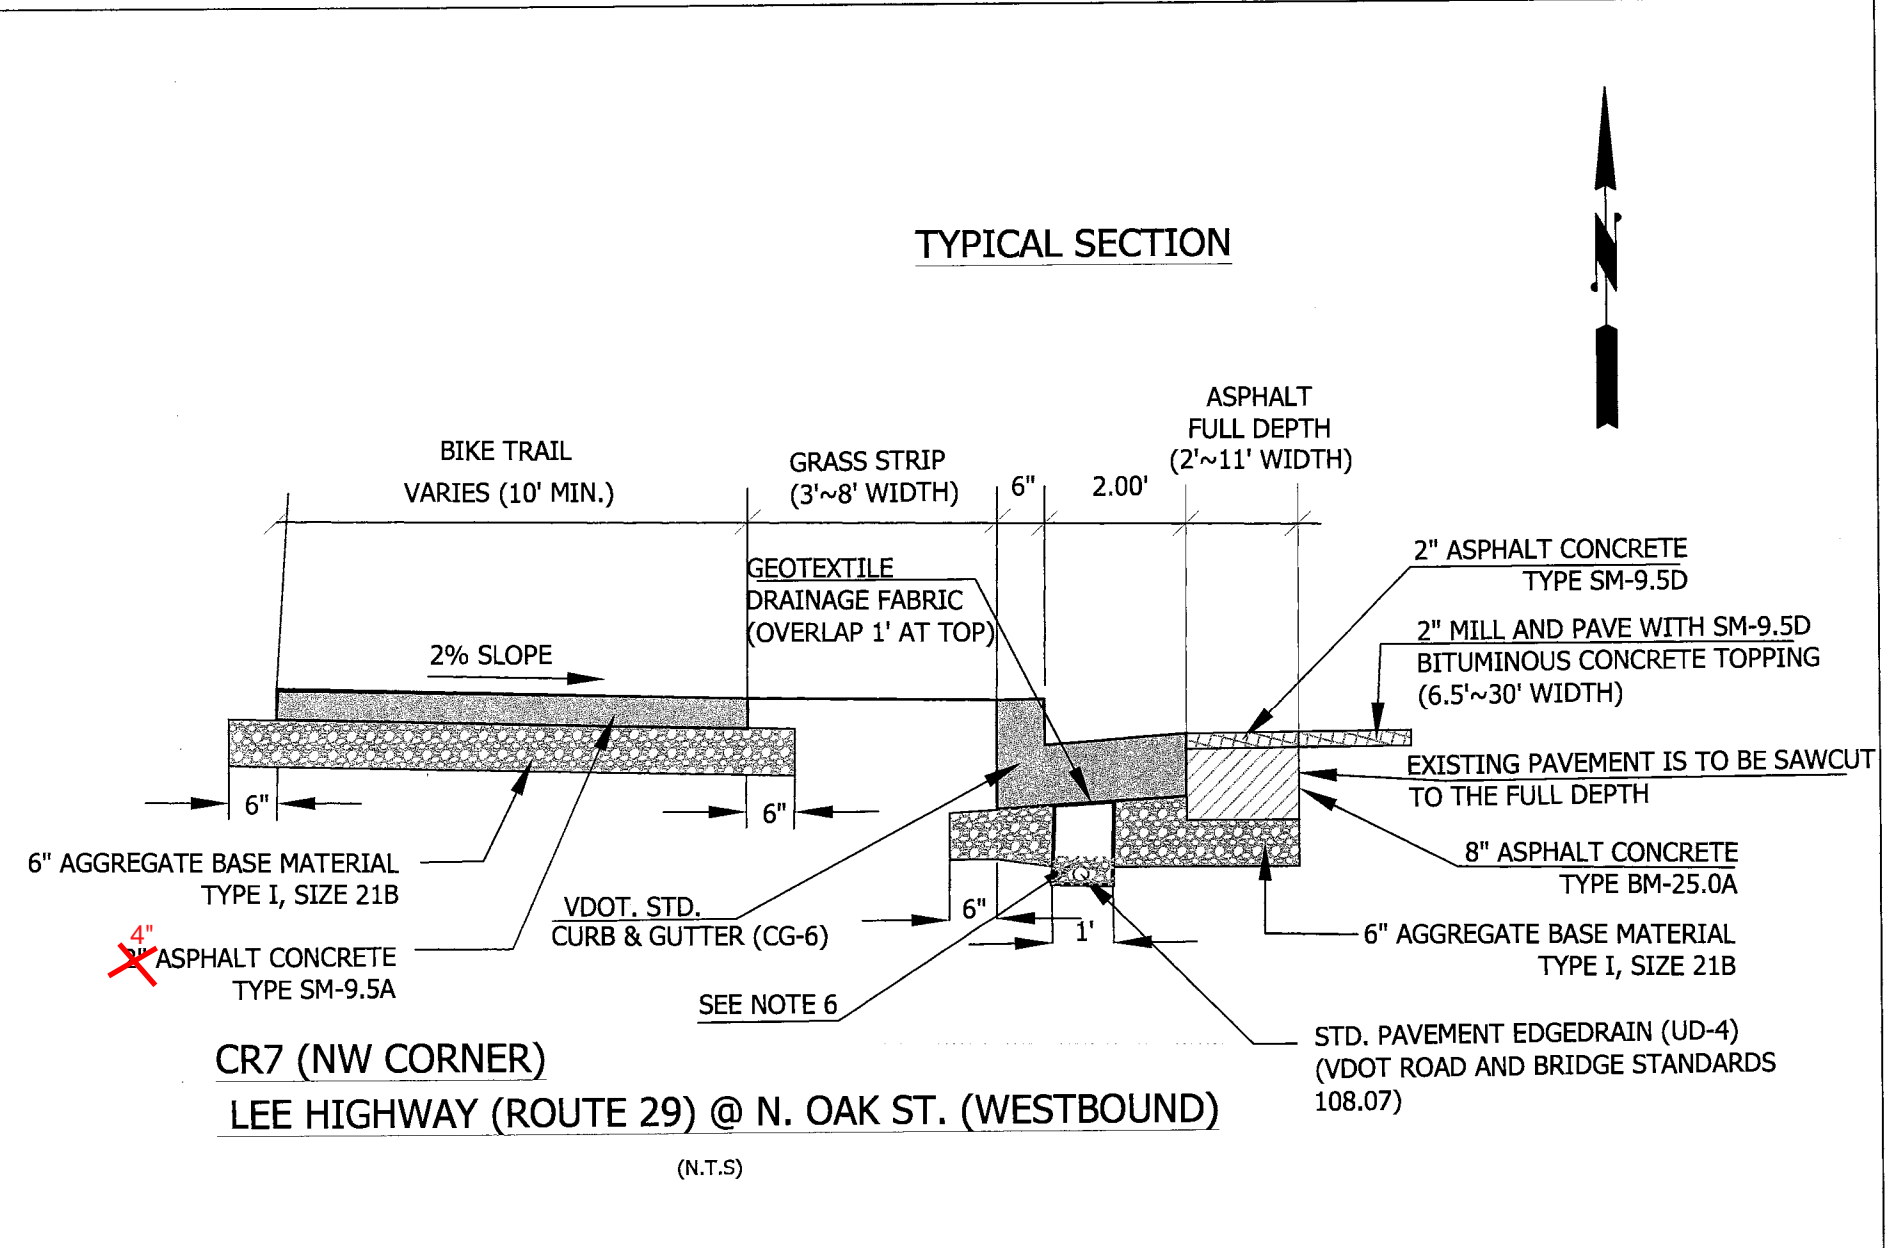 TYPICAL SECTION
N
ASPHALT
FULL DEPTH
(2'~11' WIDTH)
BIKE TRAIL
VARIES (10' MIN.)
GRASS STRIP
(3'~8' WIDTH)
6"
2.00'
GEOTEXTILE
DRAINAGE FABRIC
(OVERLAP 1' AT TOP)
2" ASPHALT CONCRETE
TYPE SM-9.5D
2" MILL AND PAVE WITH SM-9.5D
BITUMINOUS CONCRETE TOPPING
(6.5'~30' WIDTH)
2% SLOPE
EXISTING PAVEMENT IS TO BE SAWCUT
TO THE FULL DEPTH
6"
6"
6" AGGREGATE BASE MATERIAL
TYPE I, SIZE 21B
8" ASPHALT CONCRETE
TYPE BM-25.0A
VDOT. STD.
CURB & GUTTER (CG-6)
6"
1'
6" AGGREGATE BASE MATERIAL
TYPE I, SIZE 21B
4"
ASPHALT CONCRETE
TYPE SM-9.5A
SEE NOTE 6
STD. PAVEMENT EDGEDRAIN (UD-4)
(VDOT ROAD AND BRIDGE STANDARDS
108.07)
CR7 (NW CORNER)
LEE HIGHWAY (ROUTE 29) @ N. OAK ST. (WESTBOUND)
(N.T.S)